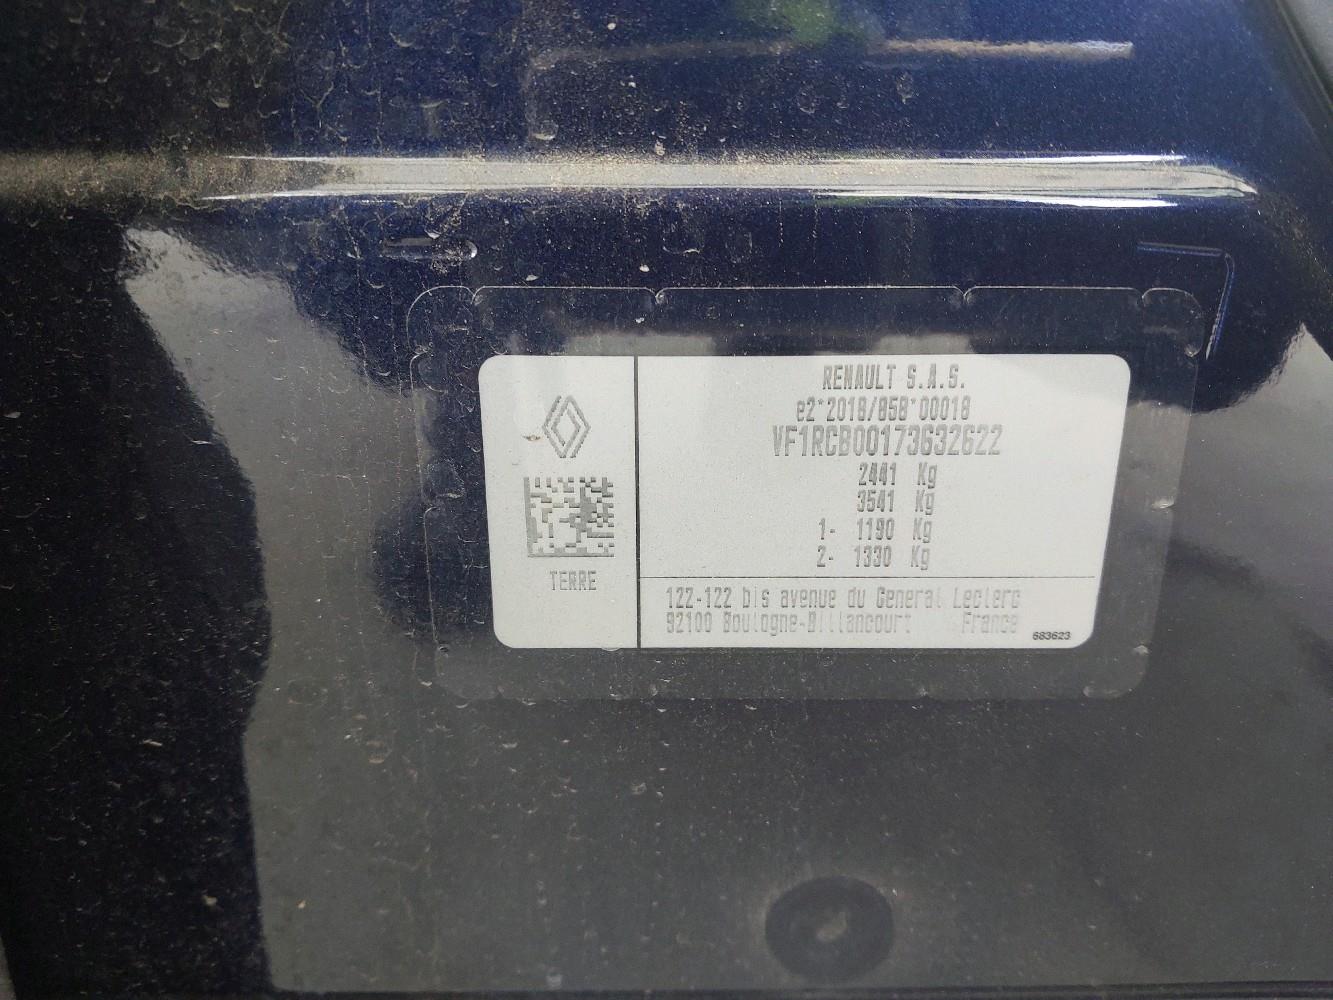 RENAULT S.A.S.
e2*2018/858*00018
VF1RCB00173632622
2441 Kg
3541 Kg
1- 1190 Kg
2- 1330 Kg
TERRE
122-122 bis avenue du General Leclerc
92100 Boulogne-Billancourt France
683623